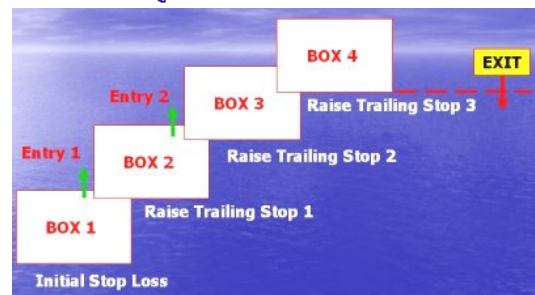 BOX 4
EXIT
Entry 2
BOX 3
Raise Trailing Stop 3
Entry 1
BOX 2
Raise Trailing Stop 2
BOX 1
Raise Trailing Stop 1
Initial Stop Loss